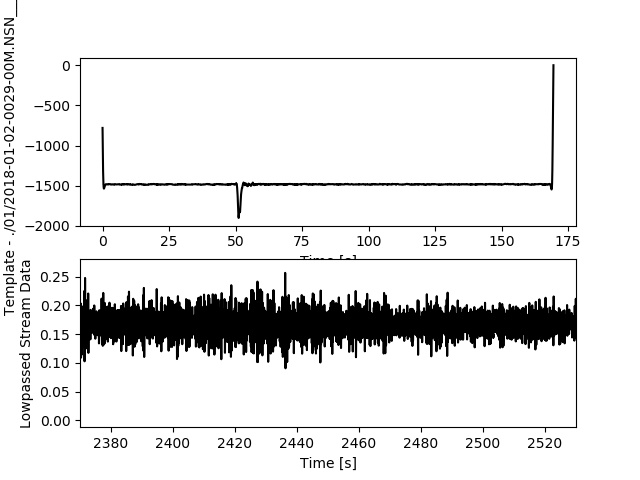 Template - ./01/2018-01-02-0029-00M.NSN__
0
−500
−1000
−1500
−2000
0 25 50 75 100 125 150 175
Time [s]
Lowpassed Stream Data
0.25
0.20
0.15
0.10
0.05
0.00
2380 2400 2420 2440 2460 2480 2500 2520
Time [s]